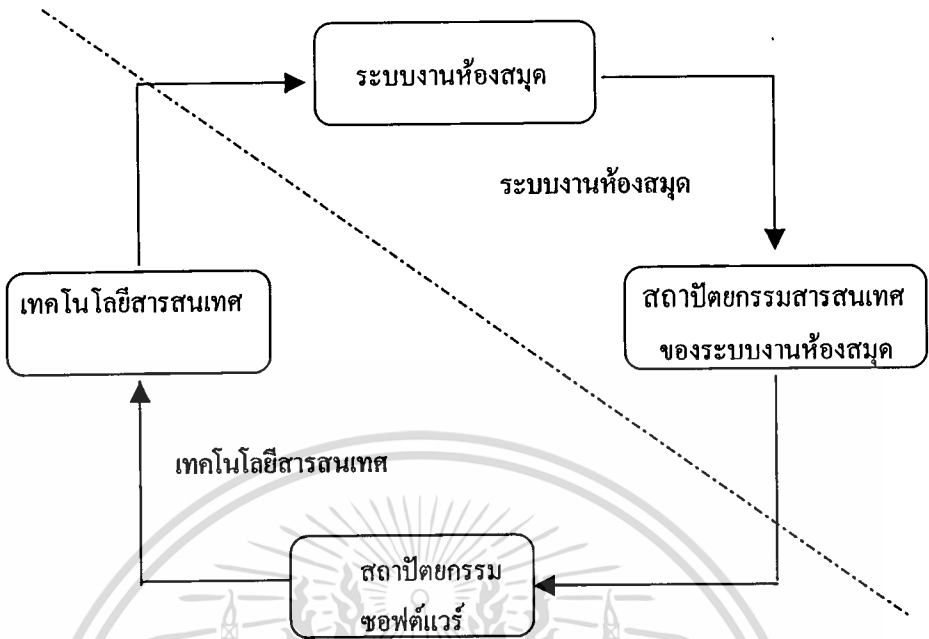 ระบบงานห้องสมุด
ระบบงานห้องสมุด
เทคโนโลยีสารสนเทศ
สถาปัตยกรรมสารสนเทศ
ของระบบงานห้องสมุด
เทคโนโลยีสารสนเทศ
สถาปัตยกรรม
ซอฟต์แวร์